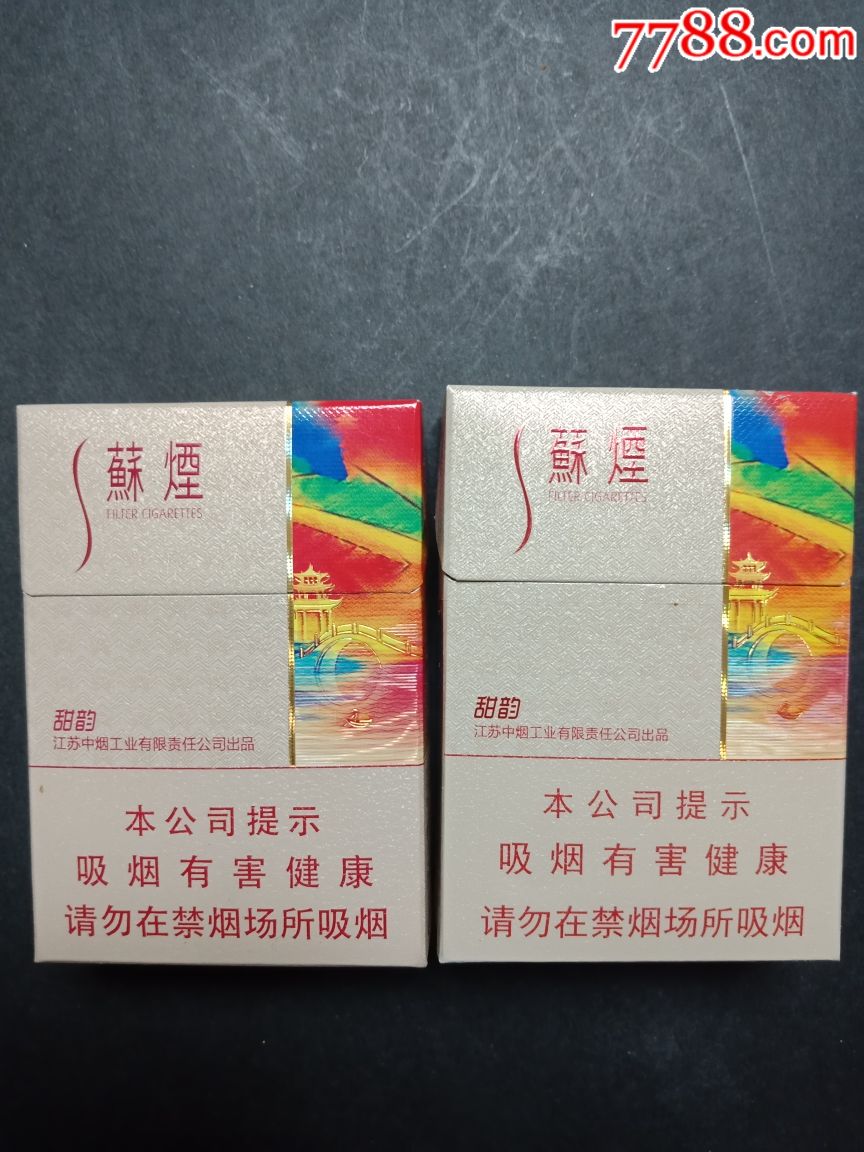 7788.com
蘇煙
FILTER CIGARETTES
甜韵
江苏中烟工业有限责任公司出品
本公司提示
吸烟有害健康
请勿在禁烟场所吸烟
蘇煙
FILTER CIGARETTES
甜韵
江苏中烟工业有限责任公司出品
本公司提示
吸烟有害健康
请勿在禁烟场所吸烟